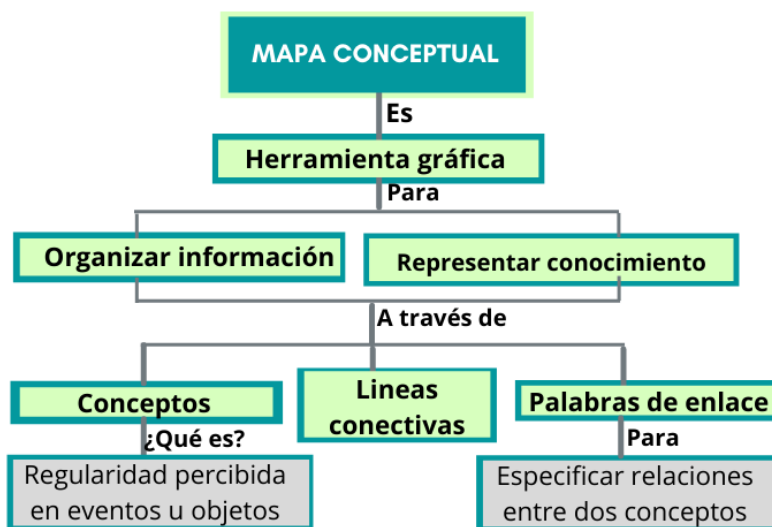 MAPA CONCEPTUAL
Es
Herramienta gráfica
Para
Organizar información
Representar conocimiento
A través de
Conceptos
Lineas
conectivas
Palabras de enlace
¿Qué es?
Para
Regularidad percibida
en eventos u objetos
Especificar relaciones
entre dos conceptos